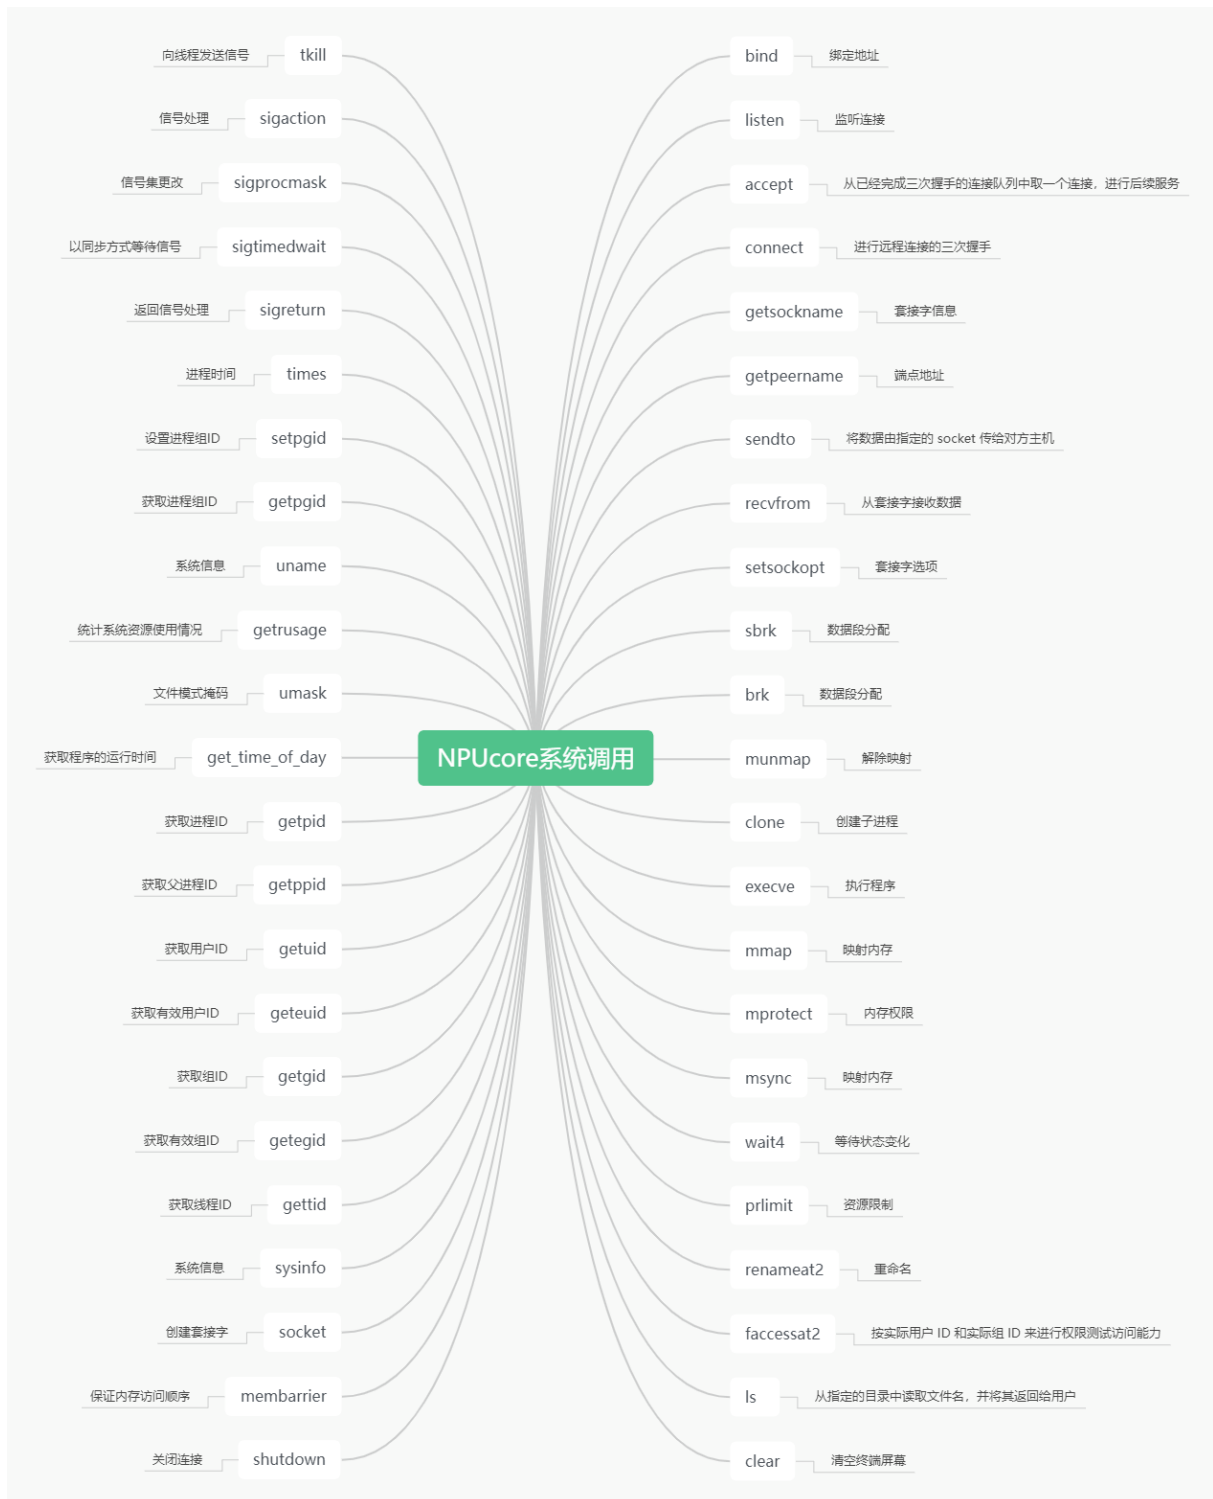 NPUcore系统调用
tkill
向线程发送信号
sigaction
信号处理
sigprocmask
信号集更改
sigtimedwait
以同步方式等待信号
sigreturn
返回信号处理
times
进程时间
setpgid
设置进程组ID
getpgid
获取进程组ID
uname
系统信息
getrusage
统计系统资源使用情况
umask
文件模式掩码
get_time_of_day
获取程序的运行时间
getpid
获取进程ID
getppid
获取父进程ID
getuid
获取用户ID
geteuid
获取有效用户ID
getgid
获取组ID
getegid
获取有效组ID
gettid
获取线程ID
sysinfo
系统信息
socket
创建套接字
membarrier
保证内存访问顺序
shutdown
关闭连接
bind
绑定地址
listen
监听连接
accept
从已经完成三次握手的连接队列中取一个连接，进行后续服务
connect
进行远程连接的三次握手
getsockname
套接字信息
getpeername
端点地址
sendto
将数据由指定的 socket 传给对方主机
recvfrom
从套接字接收数据
setsockopt
套接字选项
sbrk
数据段分配
brk
数据段分配
munmap
解除映射
clone
创建子进程
execve
执行程序
mmap
映射内存
mprotect
内存权限
msync
映射内存
wait4
等待状态变化
prlimit
资源限制
renameat2
重命名
faccessat2
按实际用户 ID 和实际组 ID 来进行权限测试访问能力
ls
从指定的目录中读取文件名，并将其返回给用户
clear
清空终端屏幕